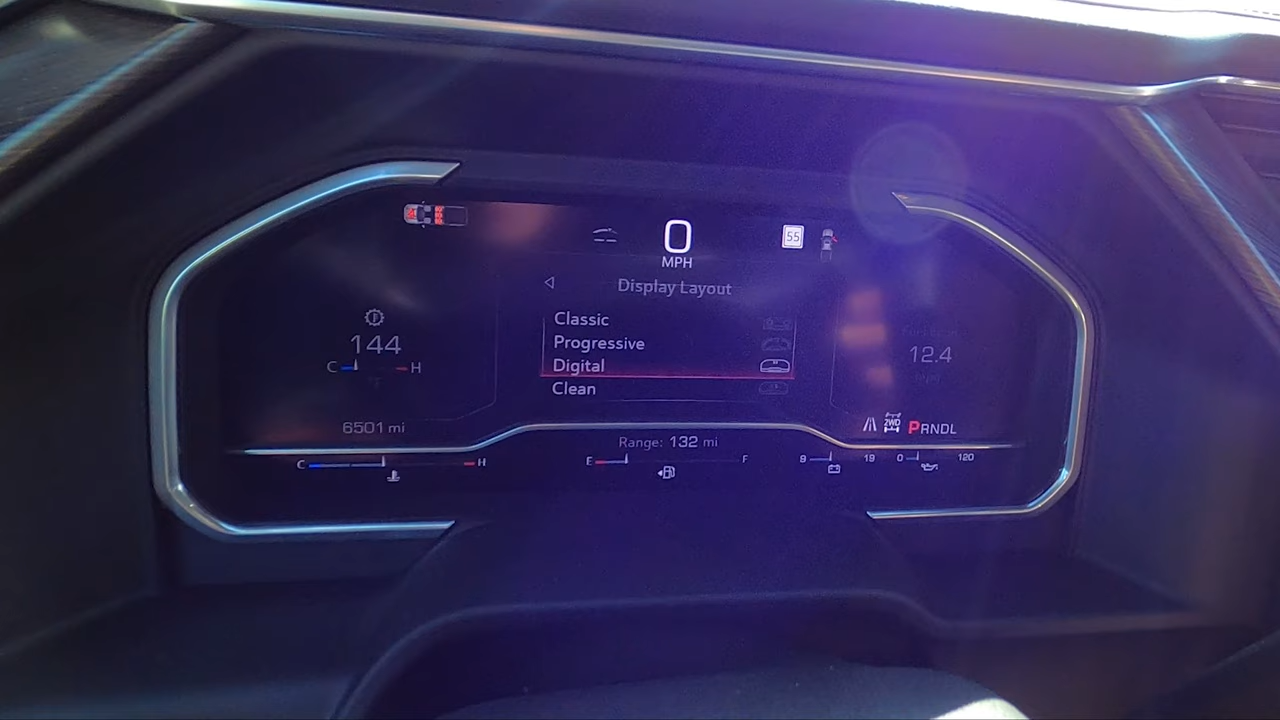 0
MPH
55
Display Layout
Classic
Progressive
Digital
Clean
144
C H
6501 mi
12.4
2WD
PRNDL
Range: 132 mi
C H
E F
8 19
0 120